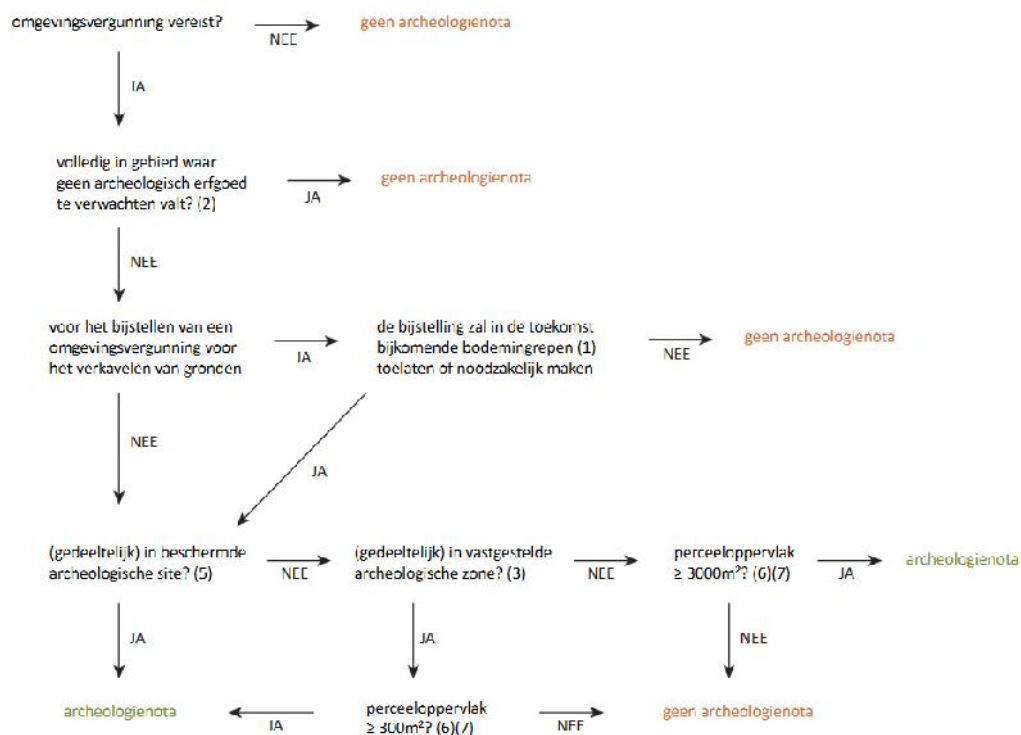 omgevingsvergunning vereist?
NEE
geen archeologienota
JA
volledig in gebied waar
geen archeologisch erfgoed
te verwachten valt? (2)
JA
geen archeologienota
NEE
voor het bijstellen van een
omgevingsvergunning voor
het verkavelen van gronden
JA
de bijstelling zal in de toekomst
bijkomende bodemingrepen (1)
toelaten of noodzakelijk maken
NEE
geen archeologienota
NEE
JA
(gedeeltelijk) in beschermde
archeologische site? (5)
NEE
(gedeeltelijk) in vastgestelde
archeologische zone? (3)
NEE
perceeloppervlak
≥ 3000m²? (6)(7)
JA
archeologienota
JA
JA
NEE
archeologienota
JA
perceeloppervlak
≥ 300m²? (6)(7)
NEE
geen archeologienota